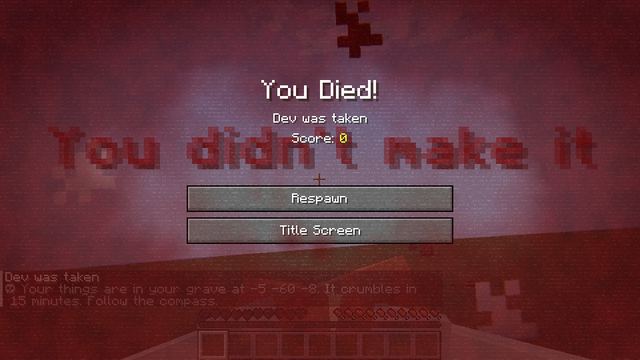 You Died!
Dev was taken
Score: 0
You didn't make it
Respawn
Title Screen
Dev was taken
Your things are in your grave at -5 -60 -8. It crumbles in
15 minutes. Follow the compass.